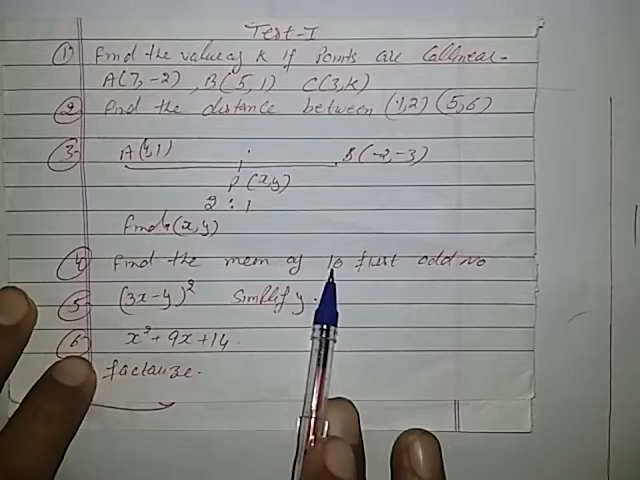 Test-I
(1) Find the value of K if Points are Collinear.
A(7,-2), B(5,1) C(3,K)
(2) Find the distance between (1,2) (5,6)
(3) A(4,1) B(-2,-3)
P(x,y)
2 : 1
Find (x,y)
(4) Find the mean of 10 first odd no
(5) (3x-y)² Simplify.
(6) x²+9x+14.
factorize.